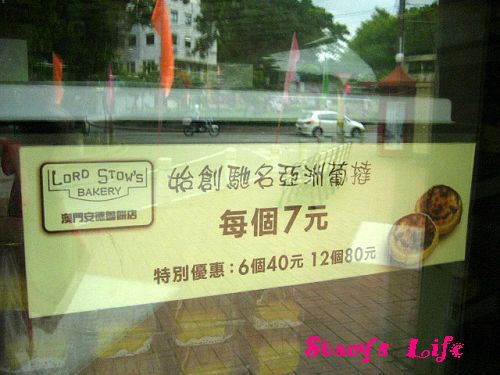 LORD STOW'S
BAKERY
澳門安德魯餅店
始創馳名亞洲葡撻
每個7元
特別優惠：6個40元 12個80元
Stacy's Life